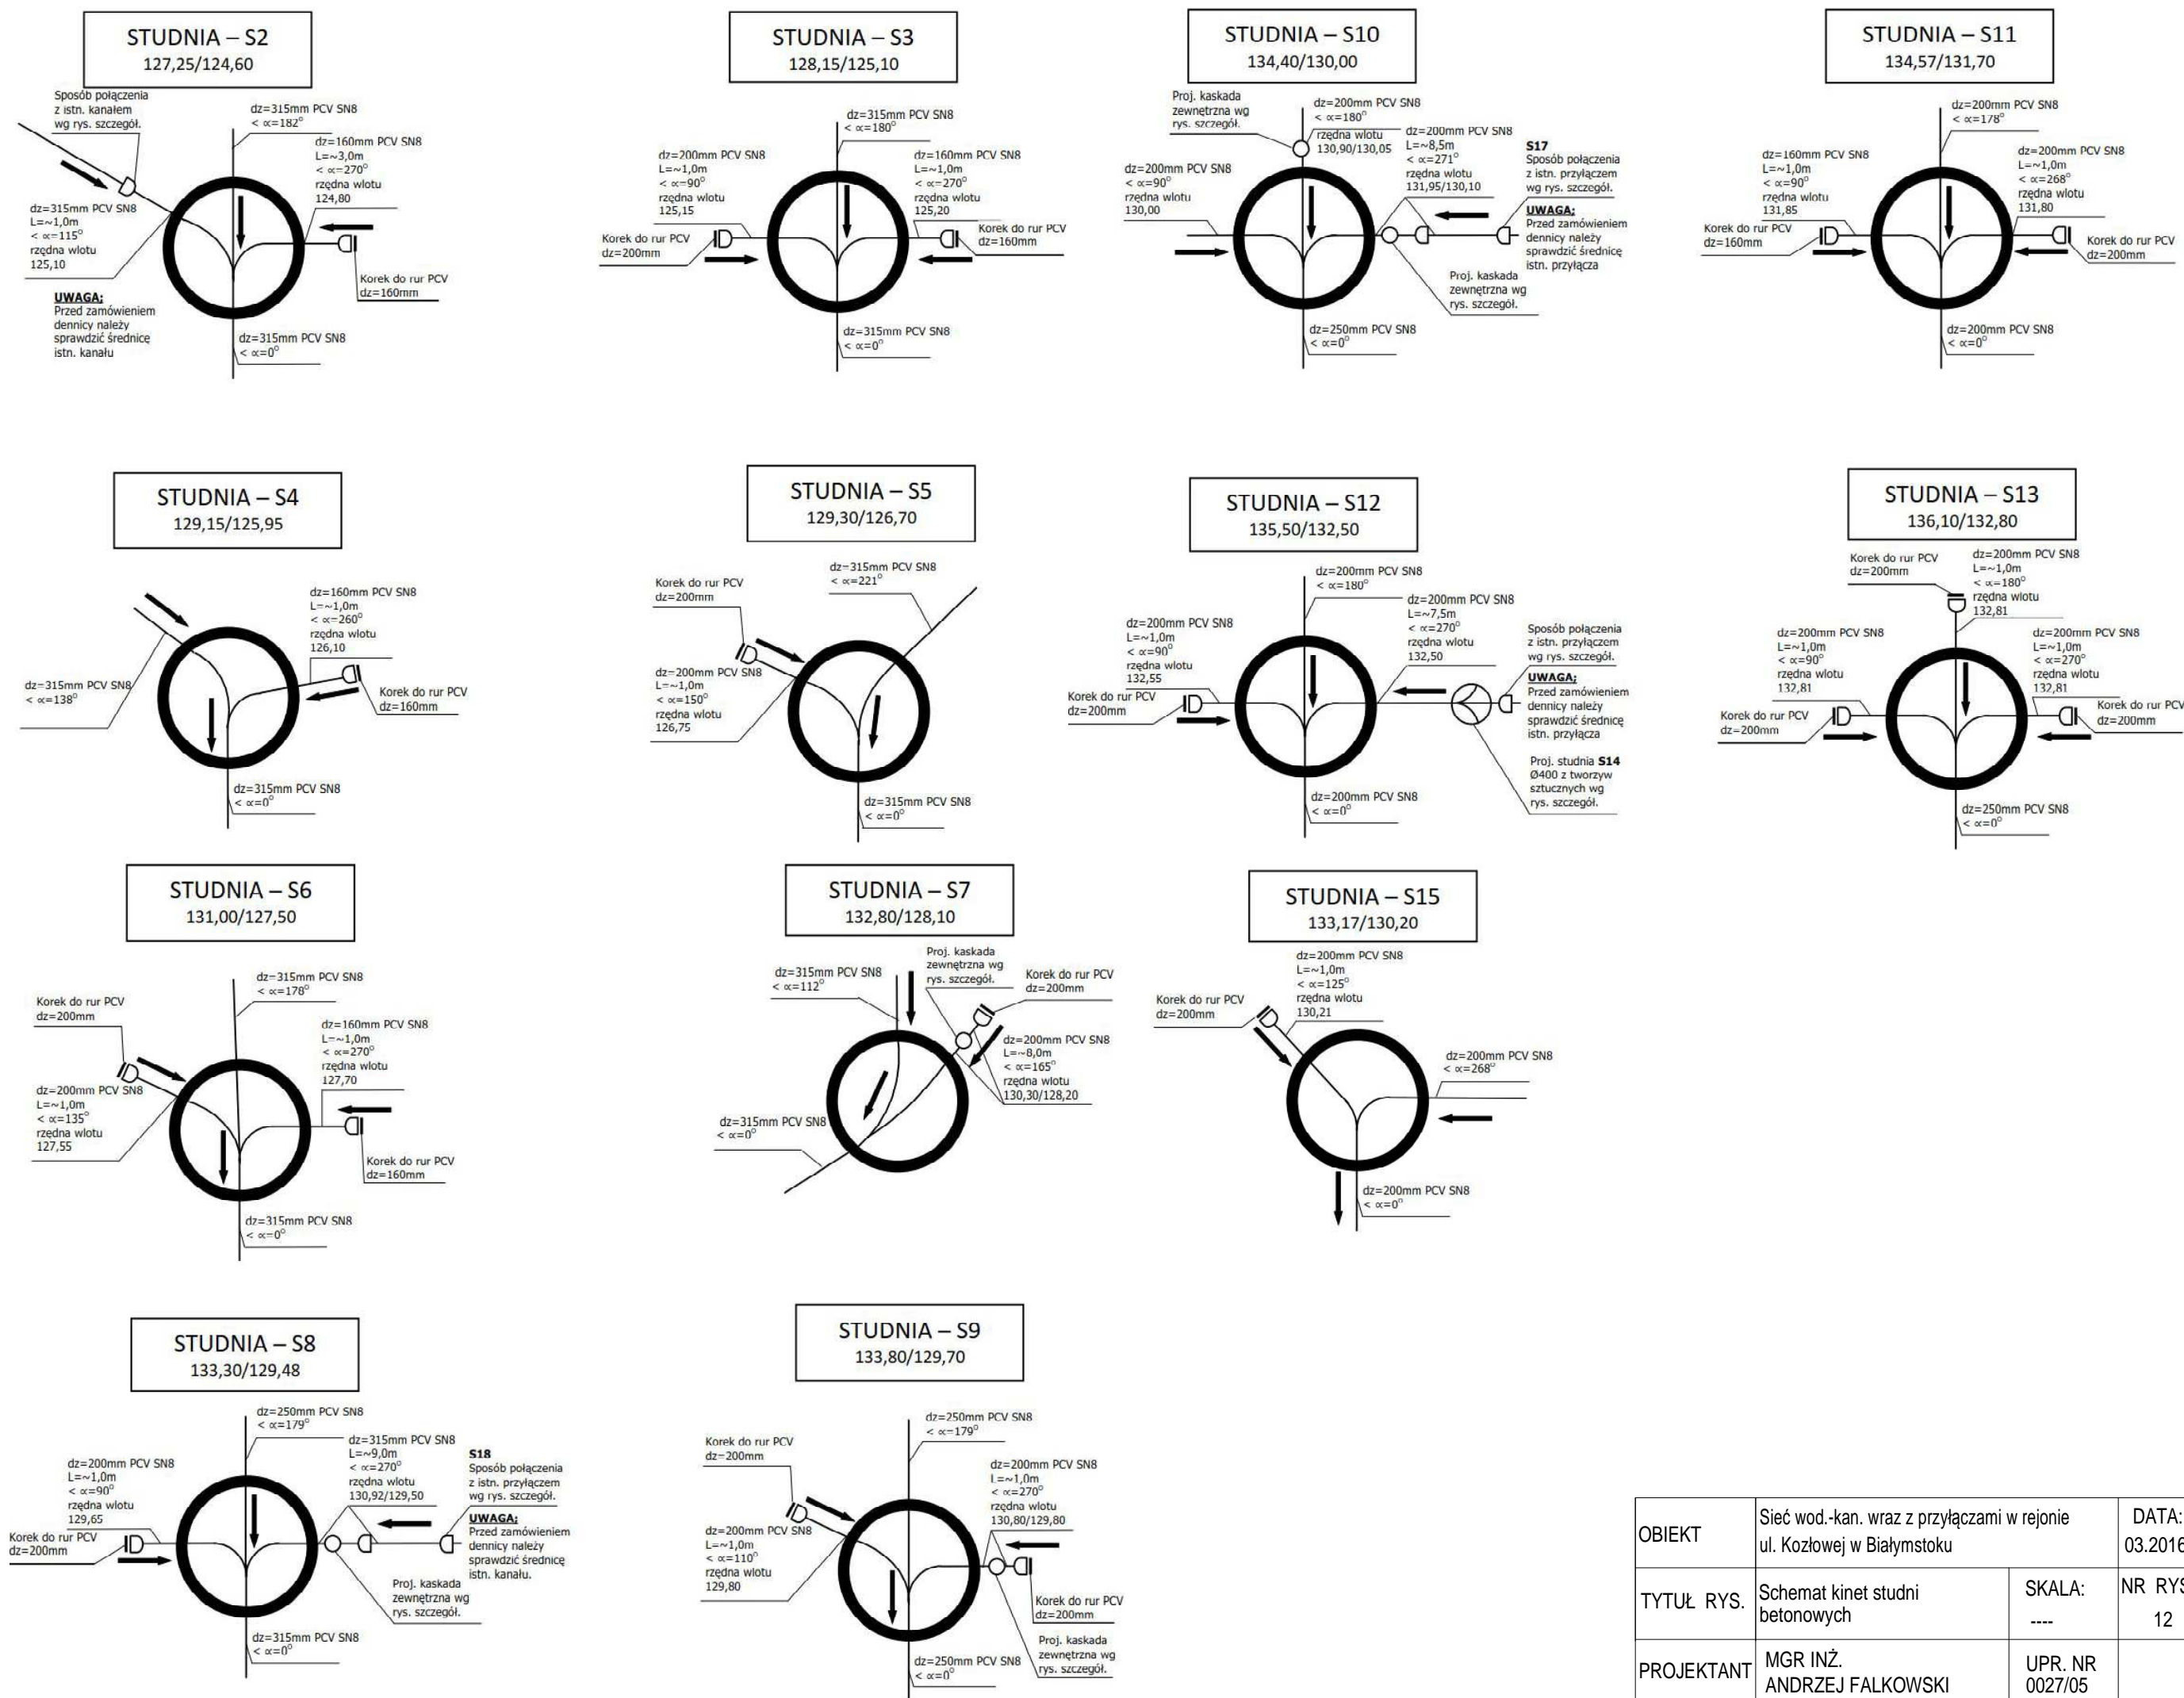 STUDNIA – S2
127,25/124,60
Sposób połączenia
z istn. kanałem
wg rys. szczegół.
dz=315mm PCV SN8
< ∝=182°
dz=160mm PCV SN8
L=~3,0m
< ∝=270°
rzędna wlotu
124,80
dz=315mm PCV SN8
L=~1,0m
< ∝=115°
rzędna wlotu
125,10
UWAGA:
Przed zamówieniem
dennicy należy
sprawdzić średnicę
istn. kanału
Korek do rur PCV
dz=160mm
dz=315mm PCV SN8
< ∝=0°
STUDNIA – S3
128,15/125,10
dz=315mm PCV SN8
< ∝=180°
dz=200mm PCV SN8
L=~1,0m
< ∝=90°
rzędna wlotu
125,15
dz=160mm PCV SN8
L=~1,0m
< ∝=270°
rzędna wlotu
125,20
Korek do rur PCV
dz=200mm
Korek do rur PCV
dz=160mm
dz=315mm PCV SN8
< ∝=0°
STUDNIA – S10
134,40/130,00
Proj. kaskada
zewnętrzna wg
rys. szczegół.
dz=200mm PCV SN8
< ∝=180°
rzędna wlotu
130,90/130,05
dz=200mm PCV SN8
L=~8,5m
< ∝=271°
rzędna wlotu
131,95/130,10
dz=200mm PCV SN8
< ∝=90°
rzędna wlotu
130,00
S17
Sposób połączenia
z istn. przyłączem
wg rys. szczegół.
UWAGA:
Przed zamówieniem
dennicy należy
sprawdzić średnicę
istn. przyłącza
Proj. kaskada
zewnętrzna wg
rys. szczegół.
dz=250mm PCV SN8
< ∝=0°
STUDNIA – S11
134,57/131,70
dz=200mm PCV SN8
< ∝=178°
dz=160mm PCV SN8
L=~1,0m
< ∝=90°
rzędna wlotu
131,85
dz=200mm PCV SN8
L=~1,0m
< ∝=268°
rzędna wlotu
131,80
Korek do rur PCV
dz=160mm
Korek do rur PCV
dz=200mm
dz=200mm PCV SN8
< ∝=0°
STUDNIA – S4
129,15/125,95
dz=160mm PCV SN8
L=~1,0m
< ∝=260°
rzędna wlotu
126,10
dz=315mm PCV SN8
< ∝=138°
Korek do rur PCV
dz=160mm
dz=315mm PCV SN8
< ∝=0°
STUDNIA – S5
129,30/126,70
dz=315mm PCV SN8
< ∝=221°
Korek do rur PCV
dz=200mm
dz=200mm PCV SN8
L=~1,0m
< ∝=150°
rzędna wlotu
126,75
dz=315mm PCV SN8
< ∝=0°
STUDNIA – S12
135,50/132,50
dz=200mm PCV SN8
< ∝=180°
dz=200mm PCV SN8
L=~7,5m
< ∝=270°
rzędna wlotu
132,50
dz=200mm PCV SN8
L=~1,0m
< ∝=90°
rzędna wlotu
132,55
Korek do rur PCV
dz=200mm
Sposób połączenia
z istn. przyłączem
wg rys. szczegół.
UWAGA:
Przed zamówieniem
dennicy należy
sprawdzić średnicę
istn. przyłącza
Proj. studnia S14
Ø400 z tworzyw
sztucznych wg
rys. szczegół.
dz=200mm PCV SN8
< ∝=0°
STUDNIA – S13
136,10/132,80
Korek do rur PCV
dz=200mm
dz=200mm PCV SN8
L=~1,0m
< ∝=180°
rzędna wlotu
132,81
dz=200mm PCV SN8
L=~1,0m
< ∝=90°
rzędna wlotu
132,81
dz=200mm PCV SN8
L=~1,0m
< ∝=270°
rzędna wlotu
132,81
Korek do rur PCV
dz=200mm
Korek do rur PCV
dz=200mm
dz=250mm PCV SN8
< ∝=0°
STUDNIA – S6
131,00/127,50
dz=315mm PCV SN8
< ∝=178°
Korek do rur PCV
dz=200mm
dz=160mm PCV SN8
L=~1,0m
< ∝=270°
rzędna wlotu
127,70
dz=200mm PCV SN8
L=~1,0m
< ∝=135°
rzędna wlotu
127,55
Korek do rur PCV
dz=160mm
dz=315mm PCV SN8
< ∝=0°
STUDNIA – S7
132,80/128,10
dz=315mm PCV SN8
< ∝=112°
Proj. kaskada
zewnętrzna wg
rys. szczegół.
Korek do rur PCV
dz=200mm
dz=200mm PCV SN8
L=~8,0m
< ∝=165°
rzędna wlotu
130,30/128,20
dz=315mm PCV SN8
< ∝=0°
STUDNIA – S15
133,17/130,20
dz=200mm PCV SN8
L=~1,0m
< ∝=125°
rzędna wlotu
130,21
Korek do rur PCV
dz=200mm
dz=200mm PCV SN8
< ∝=268°
dz=200mm PCV SN8
< ∝=0°
STUDNIA – S8
133,30/129,48
dz=250mm PCV SN8
< ∝=179°
dz=315mm PCV SN8
L=~9,0m
< ∝=270°
rzędna wlotu
130,92/129,50
dz=200mm PCV SN8
L=~1,0m
< ∝=90°
rzędna wlotu
129,65
Korek do rur PCV
dz=200mm
S18
Sposób połączenia
z istn. przyłączem
wg rys. szczegół.
UWAGA:
Przed zamówieniem
dennicy należy
sprawdzić średnicę
istn. kanału.
Proj. kaskada
zewnętrzna wg
rys. szczegół.
dz=315mm PCV SN8
< ∝=0°
STUDNIA – S9
133,80/129,70
dz=250mm PCV SN8
< ∝=179°
Korek do rur PCV
dz=200mm
dz=200mm PCV SN8
L=~1,0m
< ∝=270°
rzędna wlotu
130,80/129,80
dz=200mm PCV SN8
L=~1,0m
< ∝=110°
rzędna wlotu
129,80
Korek do rur PCV
dz=200mm
Proj. kaskada
zewnętrzna wg
rys. szczegół.
dz=250mm PCV SN8
< ∝=0°
OBIEKT
Sieć wod.-kan. wraz z przyłączami w rejonie
ul. Kozłowej w Białymstoku
DATA:
03.2016
TYTUŁ RYS.
Schemat kinet studni
betonowych
SKALA:
----
NR RYS
12
PROJEKTANT
MGR INŻ.
ANDRZEJ FALKOWSKI
UPR. NR
0027/05